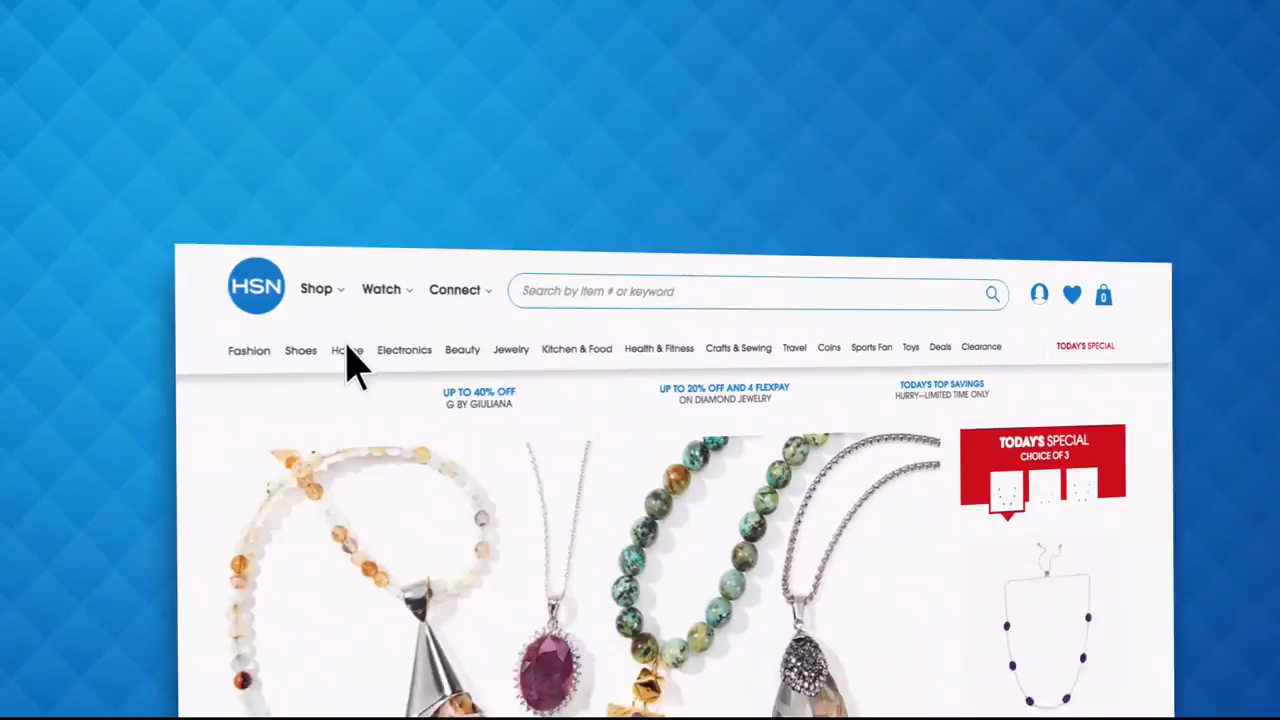 HSN Shop Watch Connect Search by item # or keyword 0
Fashion Shoes Home Electronics Beauty Jewelry Kitchen & Food Health & Fitness Crafts & Sewing Travel Coins Sports Fan Toys Deals Clearance TODAY'S SPECIAL
UP TO 40% OFF UP TO 20% OFF AND 4 FLEXPAY TODAY'S TOP SAVINGS
G BY GIULIANA ON DIAMOND JEWELRY HURRY—LIMITED TIME ONLY
TODAY'S SPECIAL
CHOICE OF 3